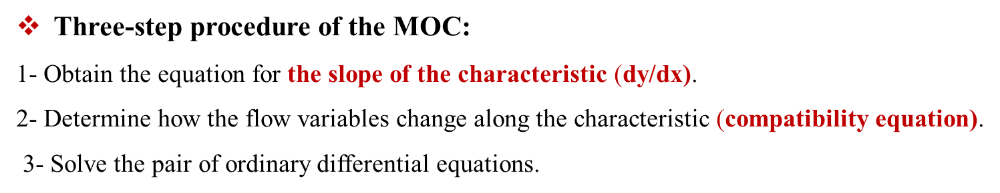 ❖ Three-step procedure of the MOC:
1- Obtain the equation for the slope of the characteristic (dy/dx).
2- Determine how the flow variables change along the characteristic (compatibility equation).
3- Solve the pair of ordinary differential equations.